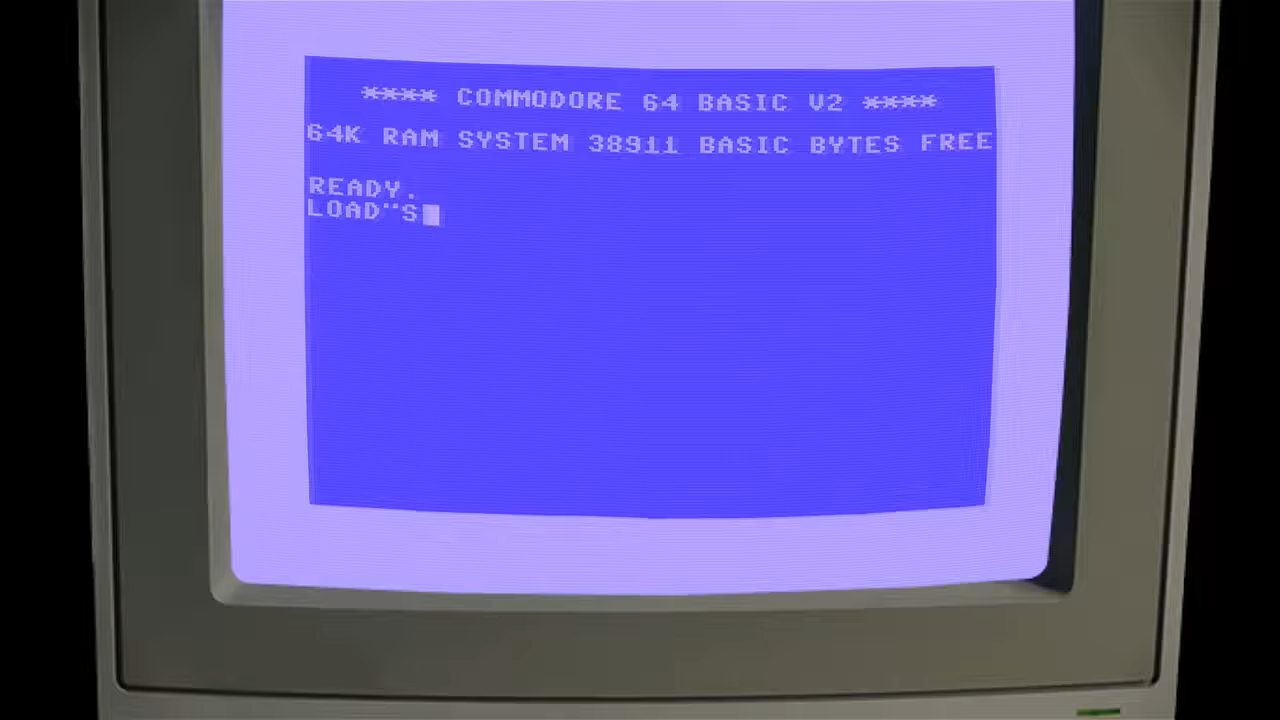 **** COMMODORE 64 BASIC V2 ****
64K RAM SYSTEM 38911 BASIC BYTES FREE
READY.
LOAD"S